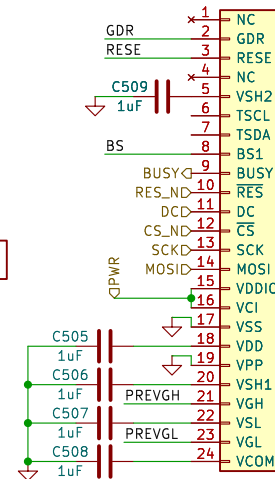 1 NC
GDR 2 GDR
RESE 3 RESE
4 NC
C509 1uF 5 VSH2
6 TSCL
7 TSDA
BS 8 BS1
BUSY 9 BUSY
RES_N 10 RES
DC 11 DC
CS_N 12 CS
SCK 13 SCK
MOSI 14 MOSI
PWR 15 VDDIO
16 VCI
17 VSS
C505 1uF 18 VDD
19 VPP
C506 1uF 20 VSH1
PREVGH 21 VGH
C507 1uF 22 VSL
PREVGL 23 VGL
C508 1uF 24 VCOM